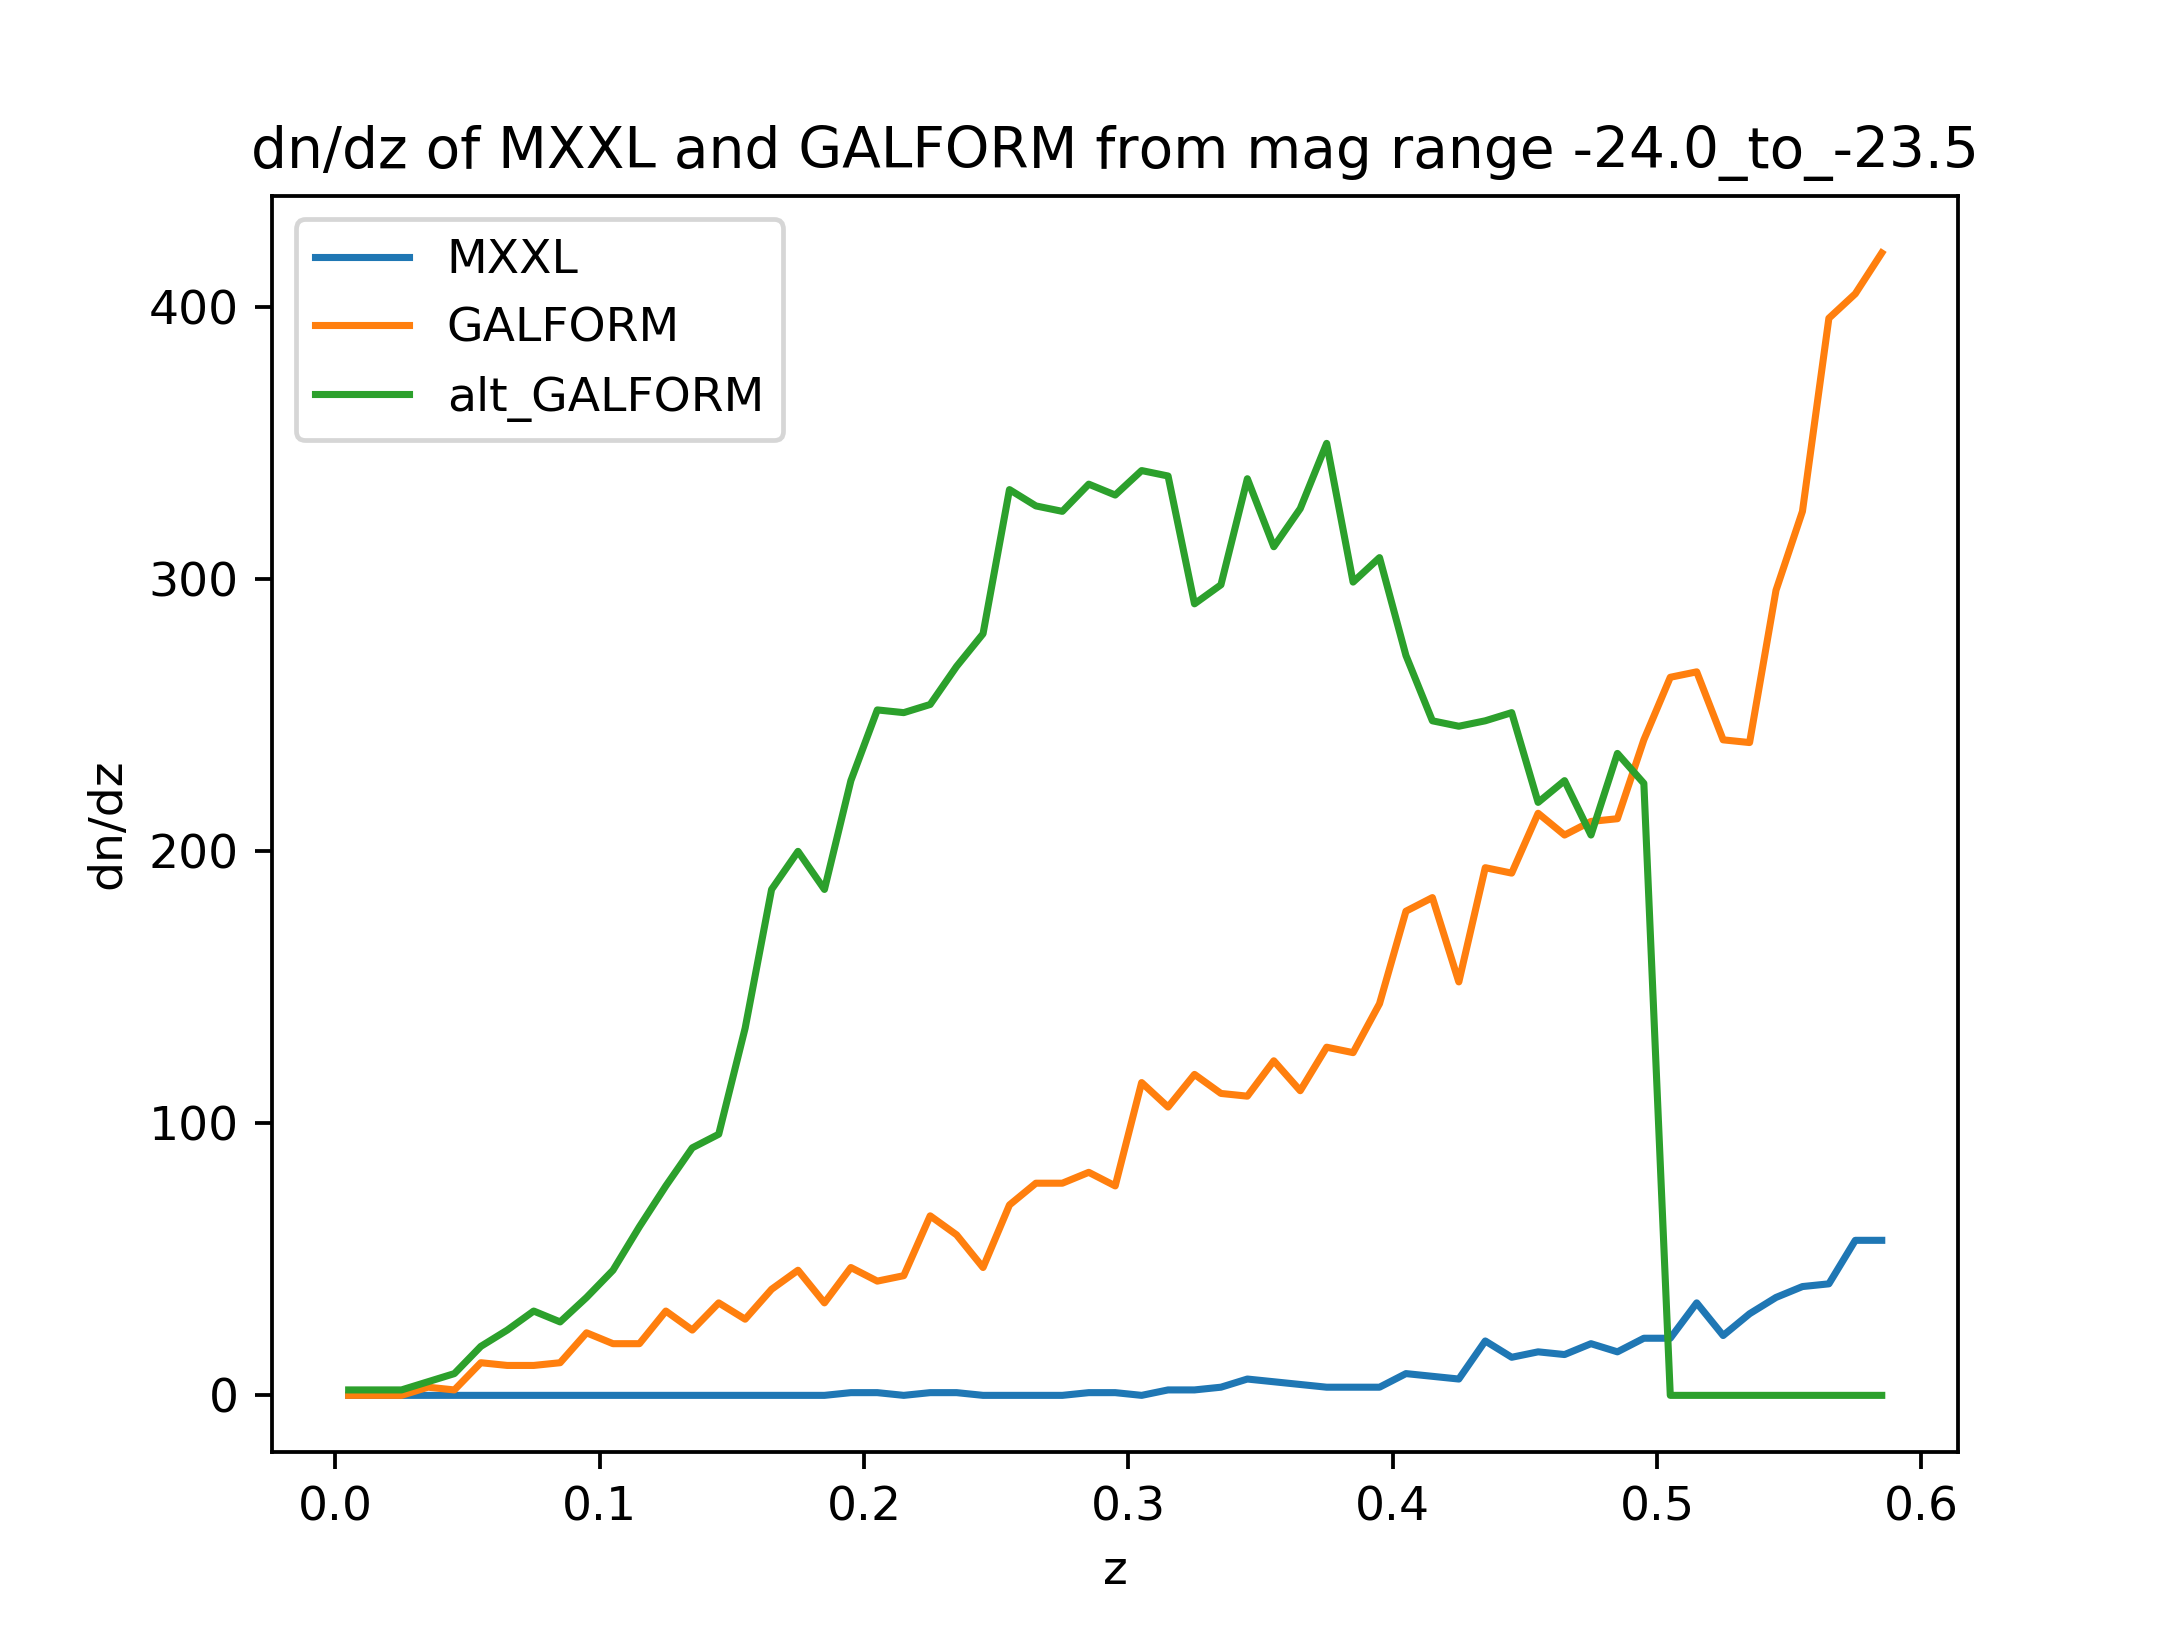 dn/dz of MXXL and GALFORM from mag range -24.0_to_-23.5
MXXL
GALFORM
alt_GALFORM
400
300
200
100
0
dn/dz
0.0 0.1 0.2 0.3 0.4 0.5 0.6
z